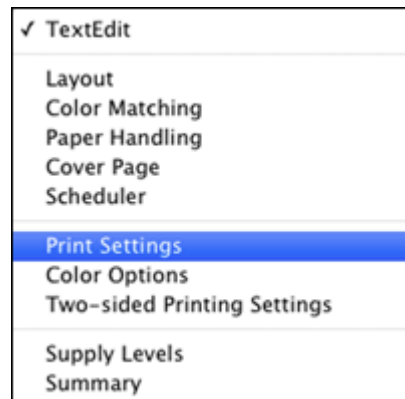 ✓ TextEdit
Layout
Color Matching
Paper Handling
Cover Page
Scheduler
Print Settings
Color Options
Two-sided Printing Settings
Supply Levels
Summary